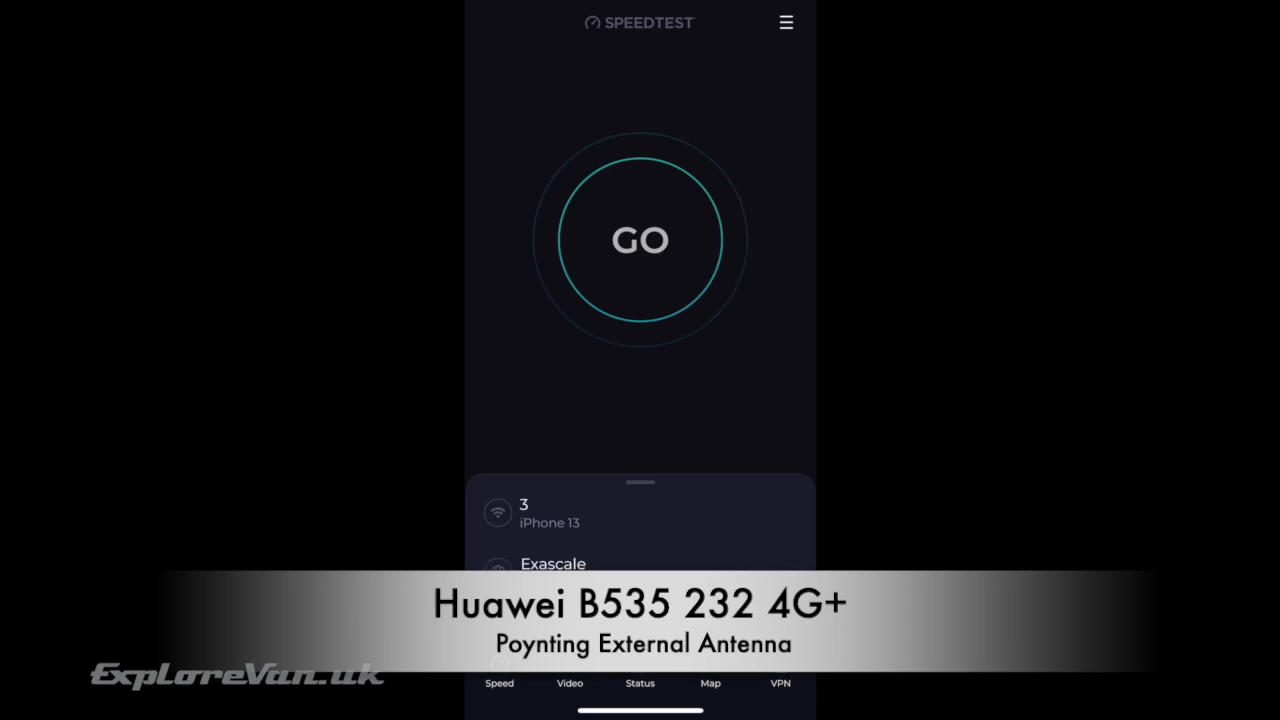 SPEEDTEST
GO
3
iPhone 13
Exascale
Huawei B535 232 4G+
Poynting External Antenna
ExploreVan.uk
Speed Video Status Map VPN